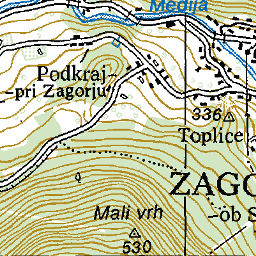 Medija
Podkraj-
-pri Zagorju
336
Toplice
ZAGO
-ob S
Mali vrh
530